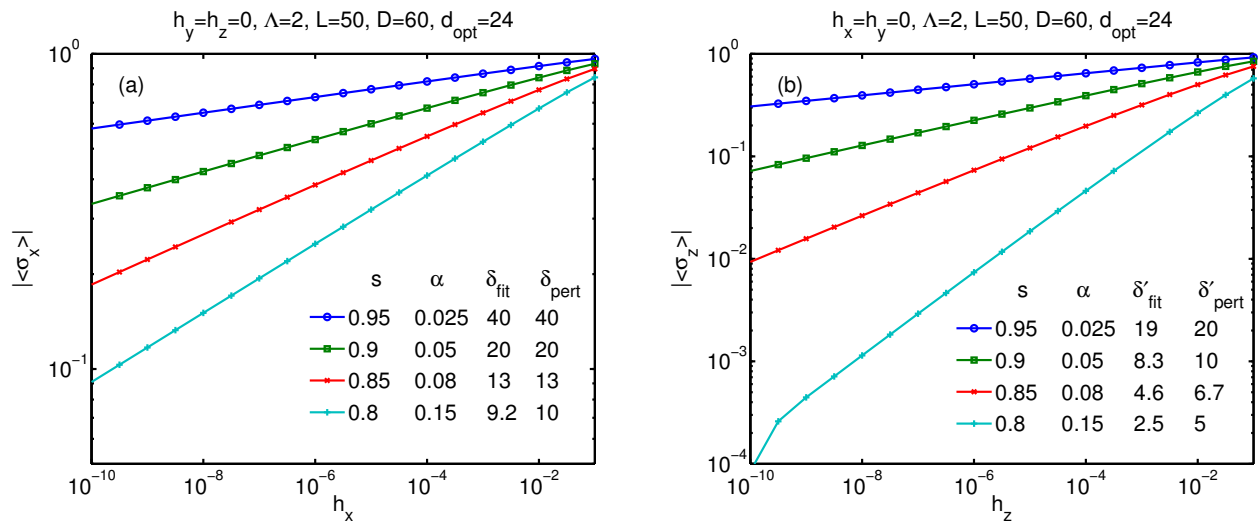 h_y=h_z=0, Λ=2, L=50, D=60, d_opt=24
(a)
|<σ_x>|
10^0
10^−1
s α δ_fit δ_pert
0.95 0.025 40 40
0.9 0.05 20 20
0.85 0.08 13 13
0.8 0.15 9.2 10
10^−10 10^−8 10^−6 10^−4 10^−2
h_x
h_x=h_y=0, Λ=2, L=50, D=60, d_opt=24
(b)
|<σ_z>|
10^0
10^−1
10^−2
10^−3
10^−4
s α δ′_fit δ′_pert
0.95 0.025 19 20
0.9 0.05 8.3 10
0.85 0.08 4.6 6.7
0.8 0.15 2.5 5
10^−10 10^−8 10^−6 10^−4 10^−2
h_z